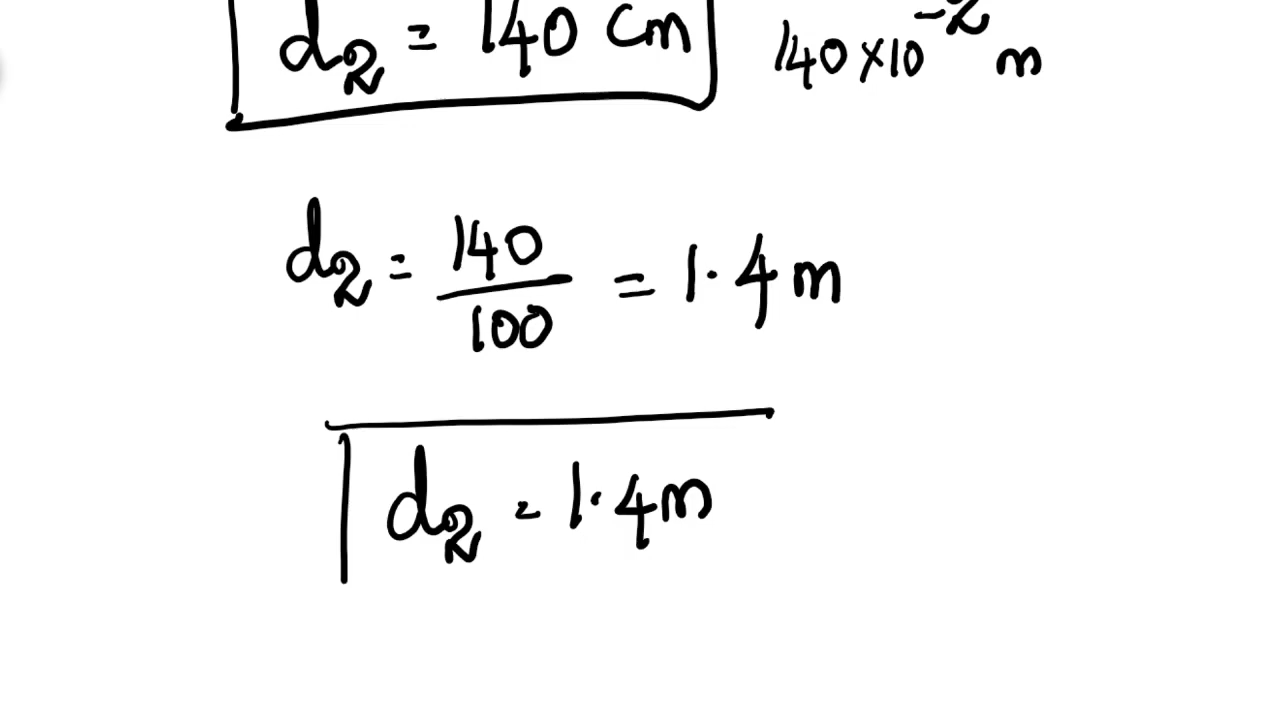 d₂ = 140 cm 140×10⁻² m
d₂ = 140/100 = 1.4 m
d₂ = 1.4m